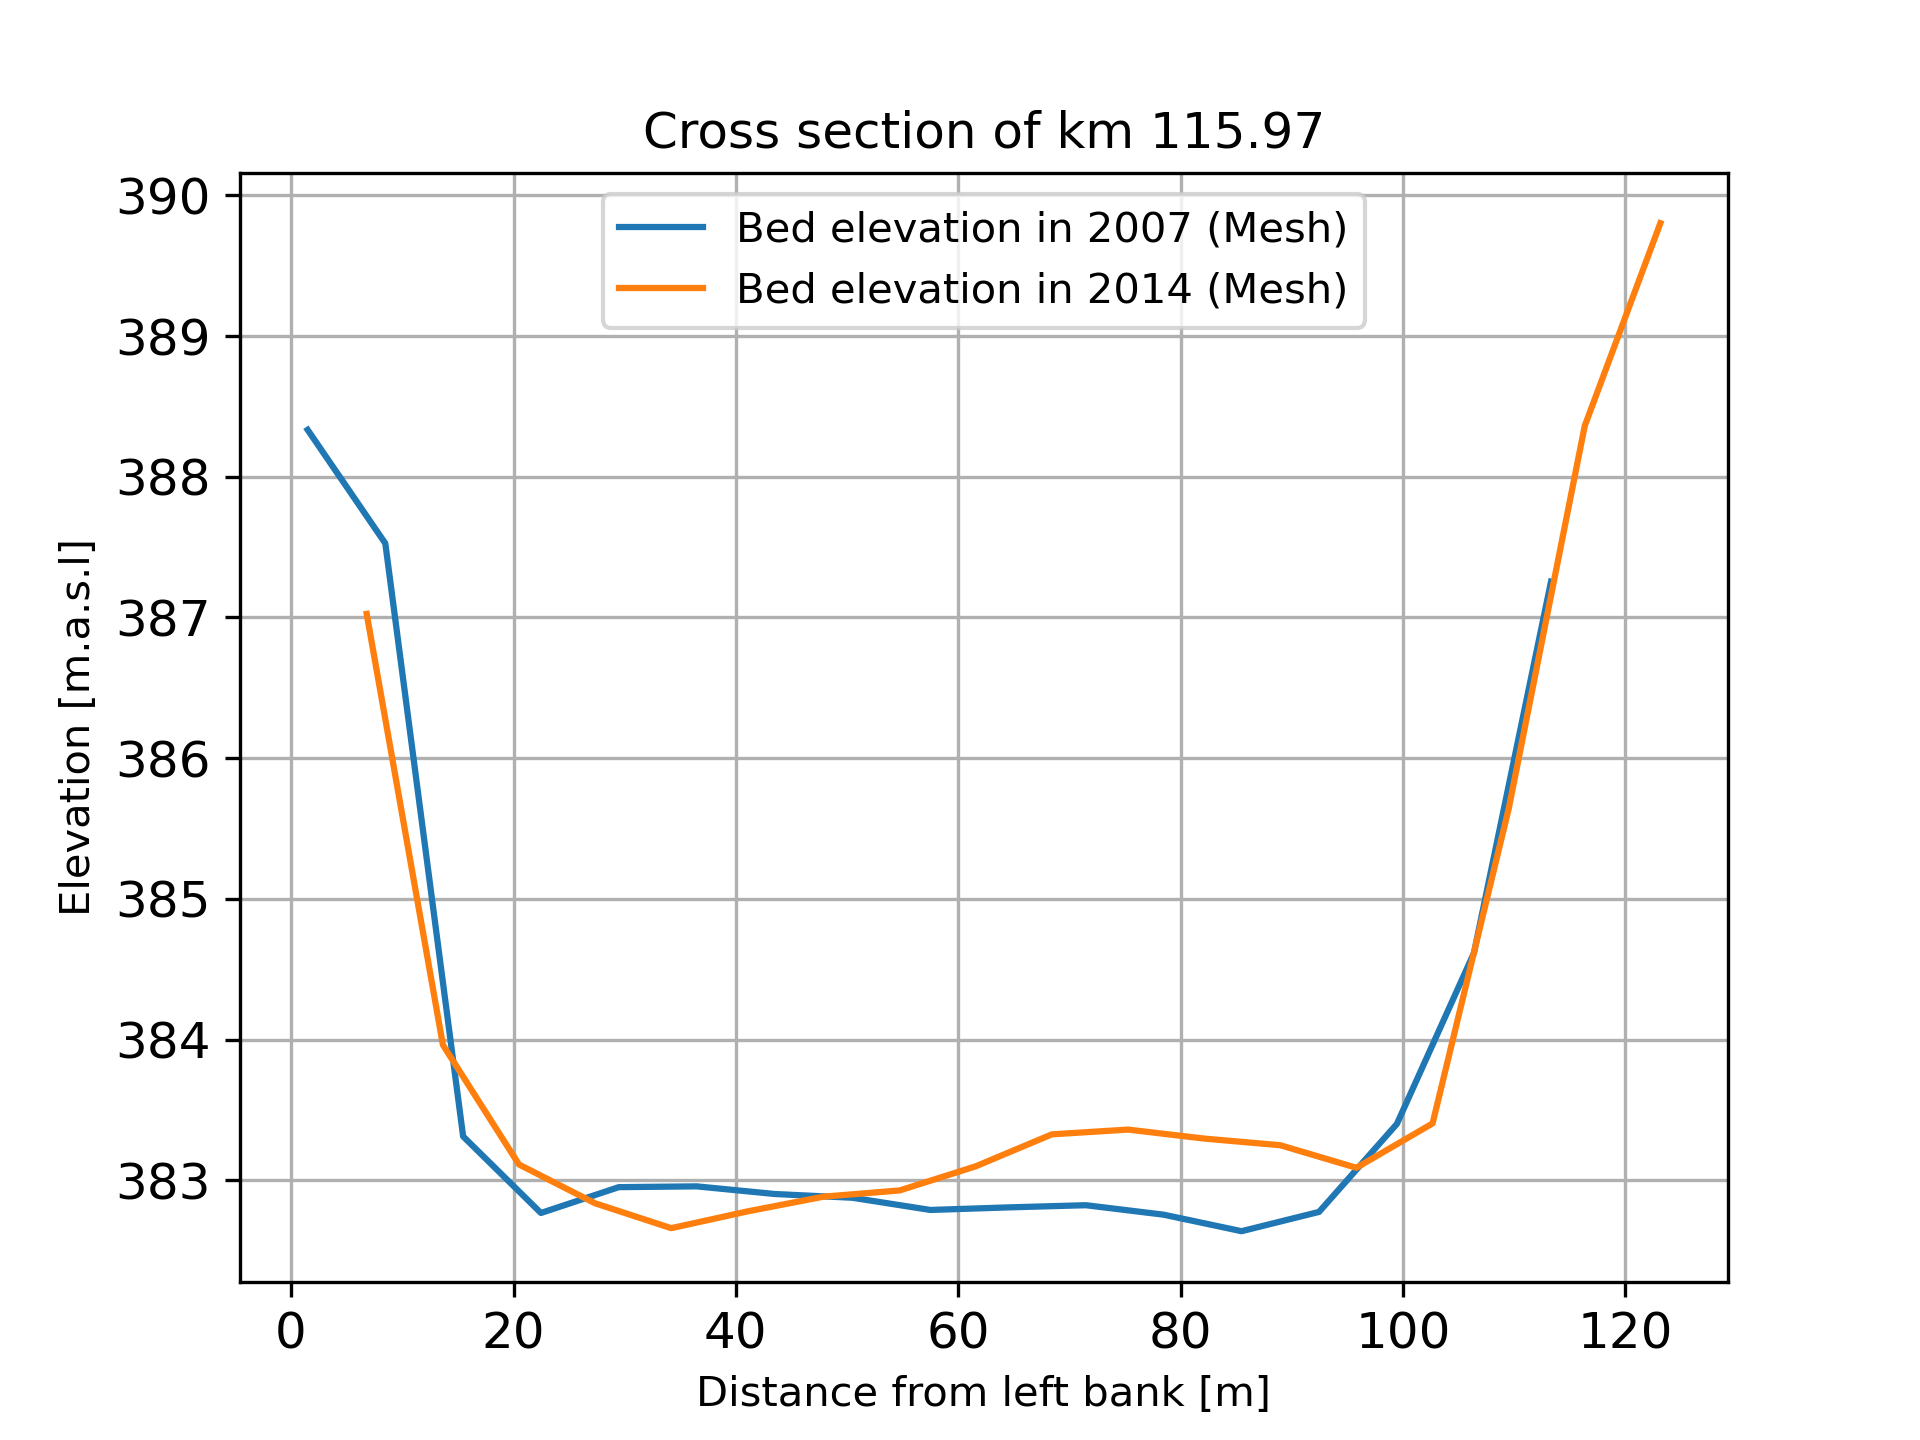 Cross section of km 115.97
Bed elevation in 2007 (Mesh)
Bed elevation in 2014 (Mesh)
390
389
388
387
386
385
384
383
Elevation [m.a.s.l]
0 20 40 60 80 100 120
Distance from left bank [m]